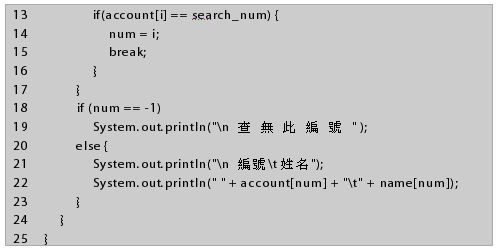 13 if(account[i] == search_num) {
14 num = i;
15 break;
16 }
17 }
18 if (num == -1)
19 System.out.println("\n 查 無 此 編 號 ");
20 else {
21 System.out.println("\n 編號\t 姓名");
22 System.out.println(" " + account[num] + "\t" + name[num]);
23 }
24 }
25 }